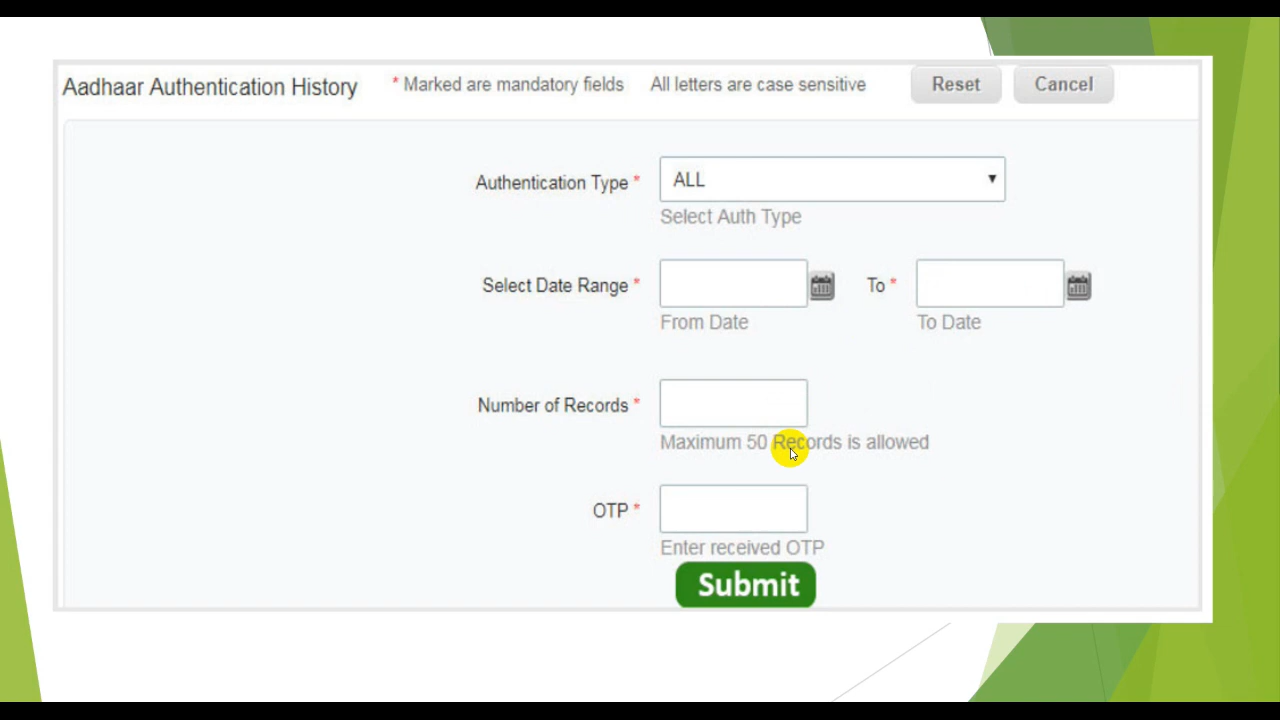 Aadhaar Authentication History * Marked are mandatory fields All letters are case sensitive Reset Cancel
Authentication Type * ALL
Select Auth Type
Select Date Range * To *
From Date To Date
Number of Records *
Maximum 50 Records is allowed
OTP *
Enter received OTP
Submit